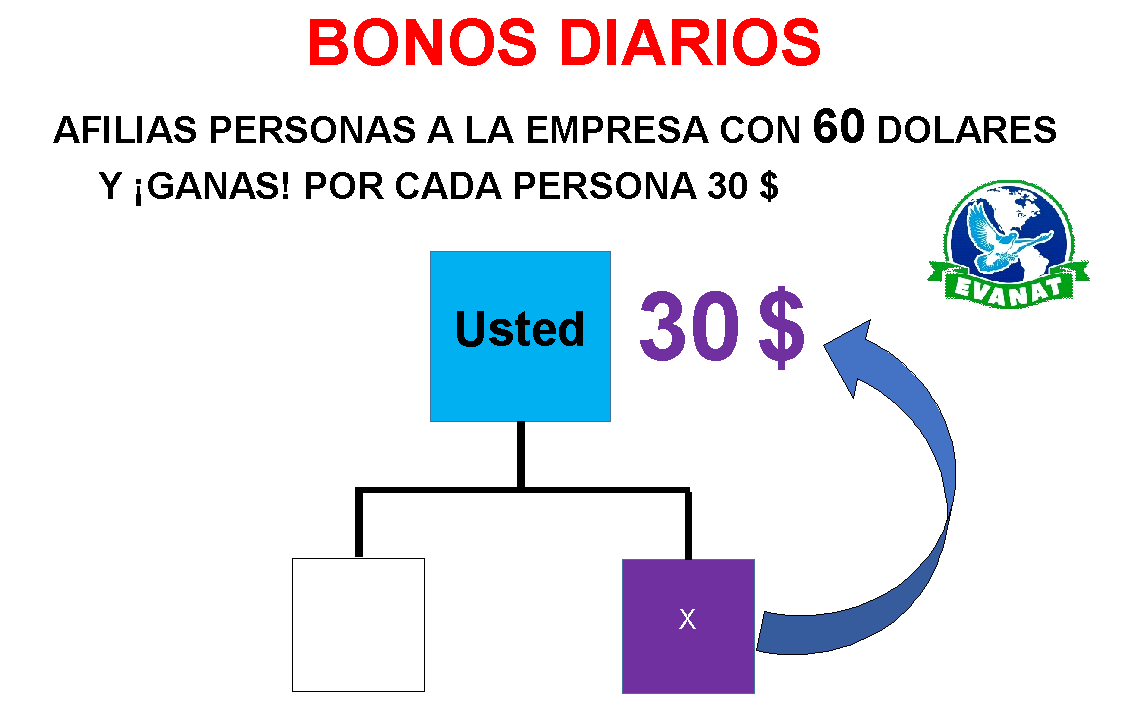 BONOS DIARIOS
AFILIAS PERSONAS A LA EMPRESA CON 60 DOLARES
Y ¡GANAS! POR CADA PERSONA 30 $
EVANAT
Usted
30 $
X